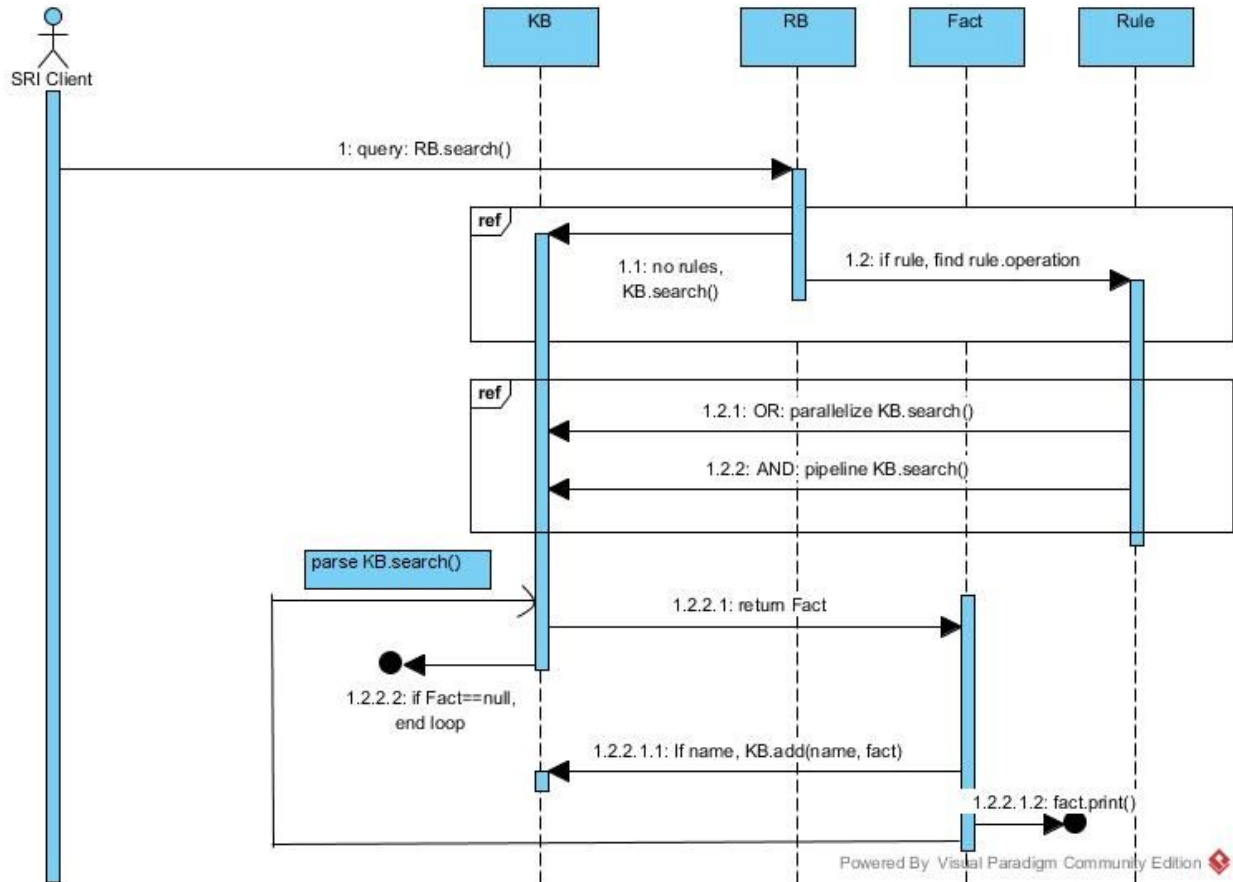 SRI Client
KB
RB
Fact
Rule
1: query: RB.search()
ref
1.1: no rules,
KB.search()
1.2: if rule, find rule.operation
ref
1.2.1: OR: parallelize KB.search()
1.2.2: AND: pipeline KB.search()
parse KB.search()
1.2.2.1: return Fact
1.2.2.2: if Fact==null,
end loop
1.2.2.1.1: If name, KB.add(name, fact)
1.2.2.1.2: fact.print()
Powered By Visual Paradigm Community Edition